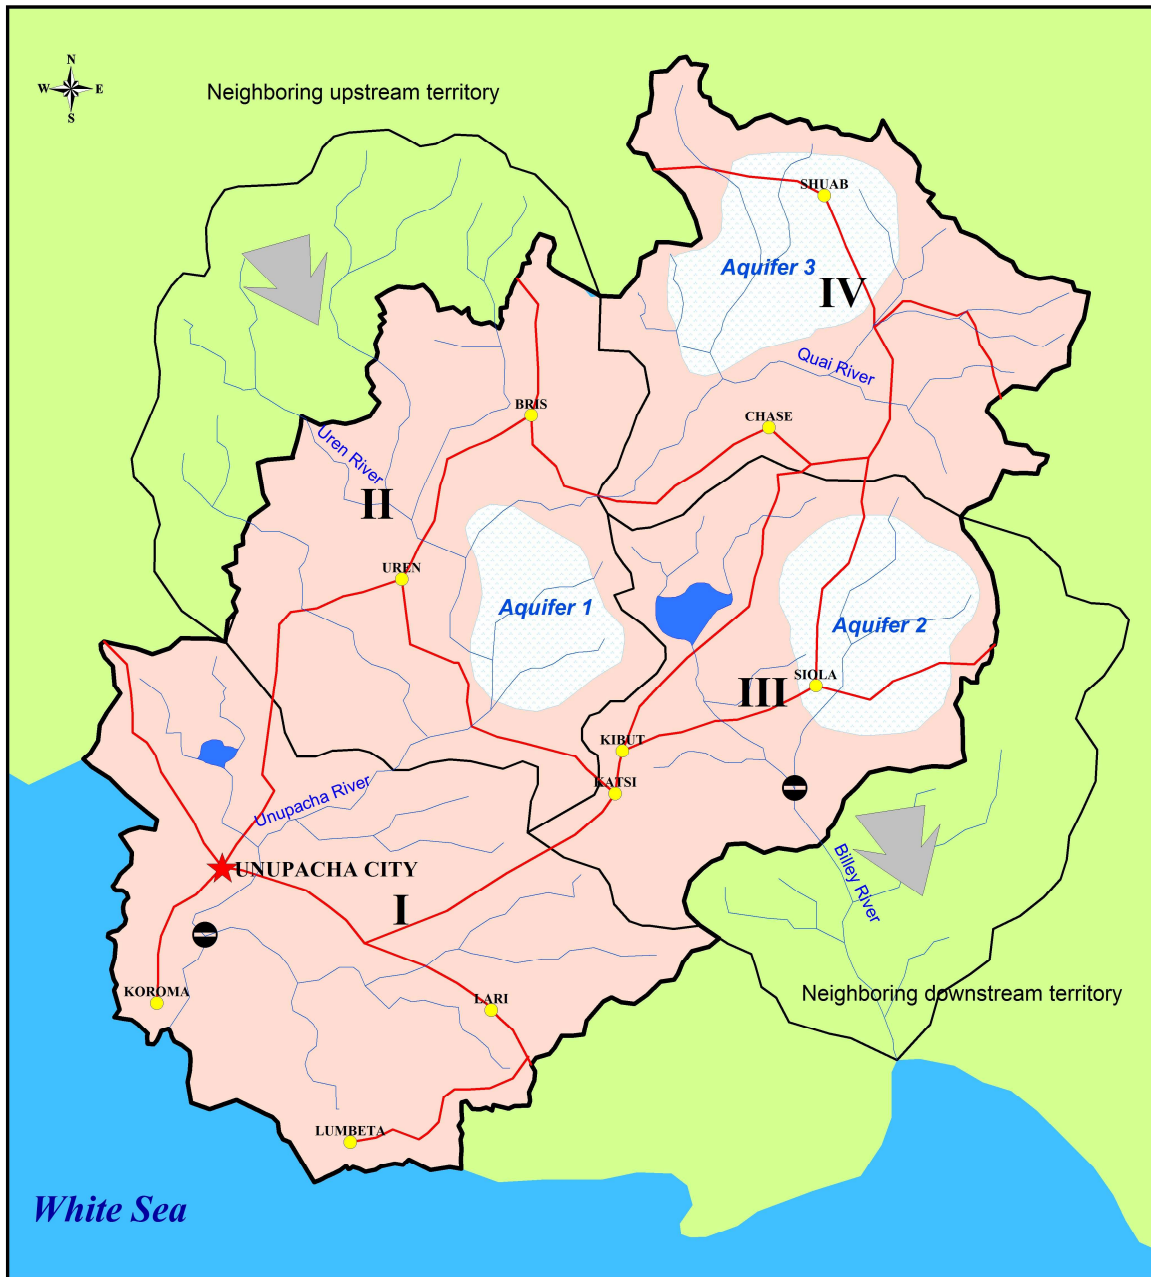 N
W E
S
Neighboring upstream territory
SHUAB
Aquifer 3
IV
Quai River
BRIS
CHASE
Uren River
II
UREN
Aquifer 1
Aquifer 2
SIOLA
III
KIBUT
KATSI
Unupacha River
UNUPACHA CITY
Billey River
I
KOROMA
LARI
Neighboring downstream territory
LUMBETA
White Sea